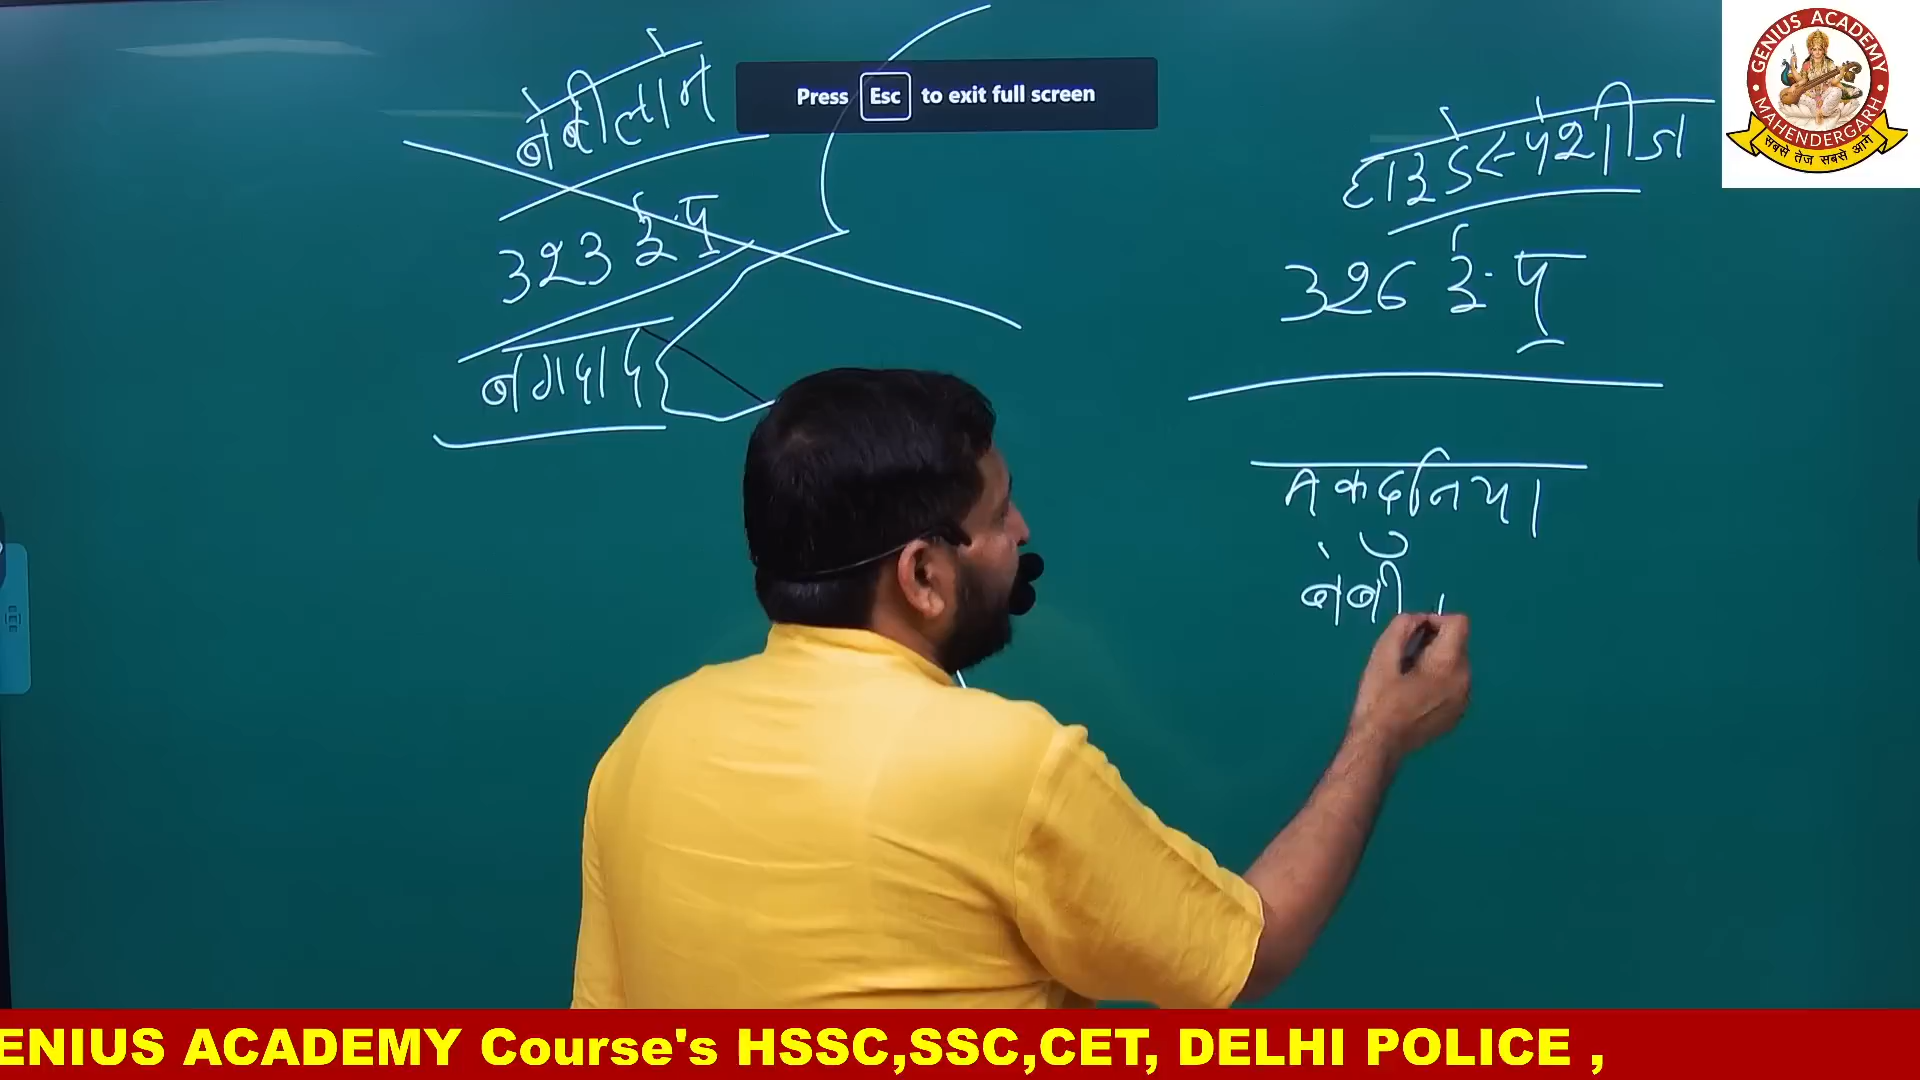 बेबीलोन
323 ई.पू
बगदाद
Press Esc to exit full screen
हाइडेस्पेशीज
326 ई.पू
मकदुनिया
बेबी
GENIUS ACADEMY
MAHENDERGARH
सबसे तेज सबसे आगे
ENIUS ACADEMY Course's HSSC,SSC,CET, DELHI POLICE ,